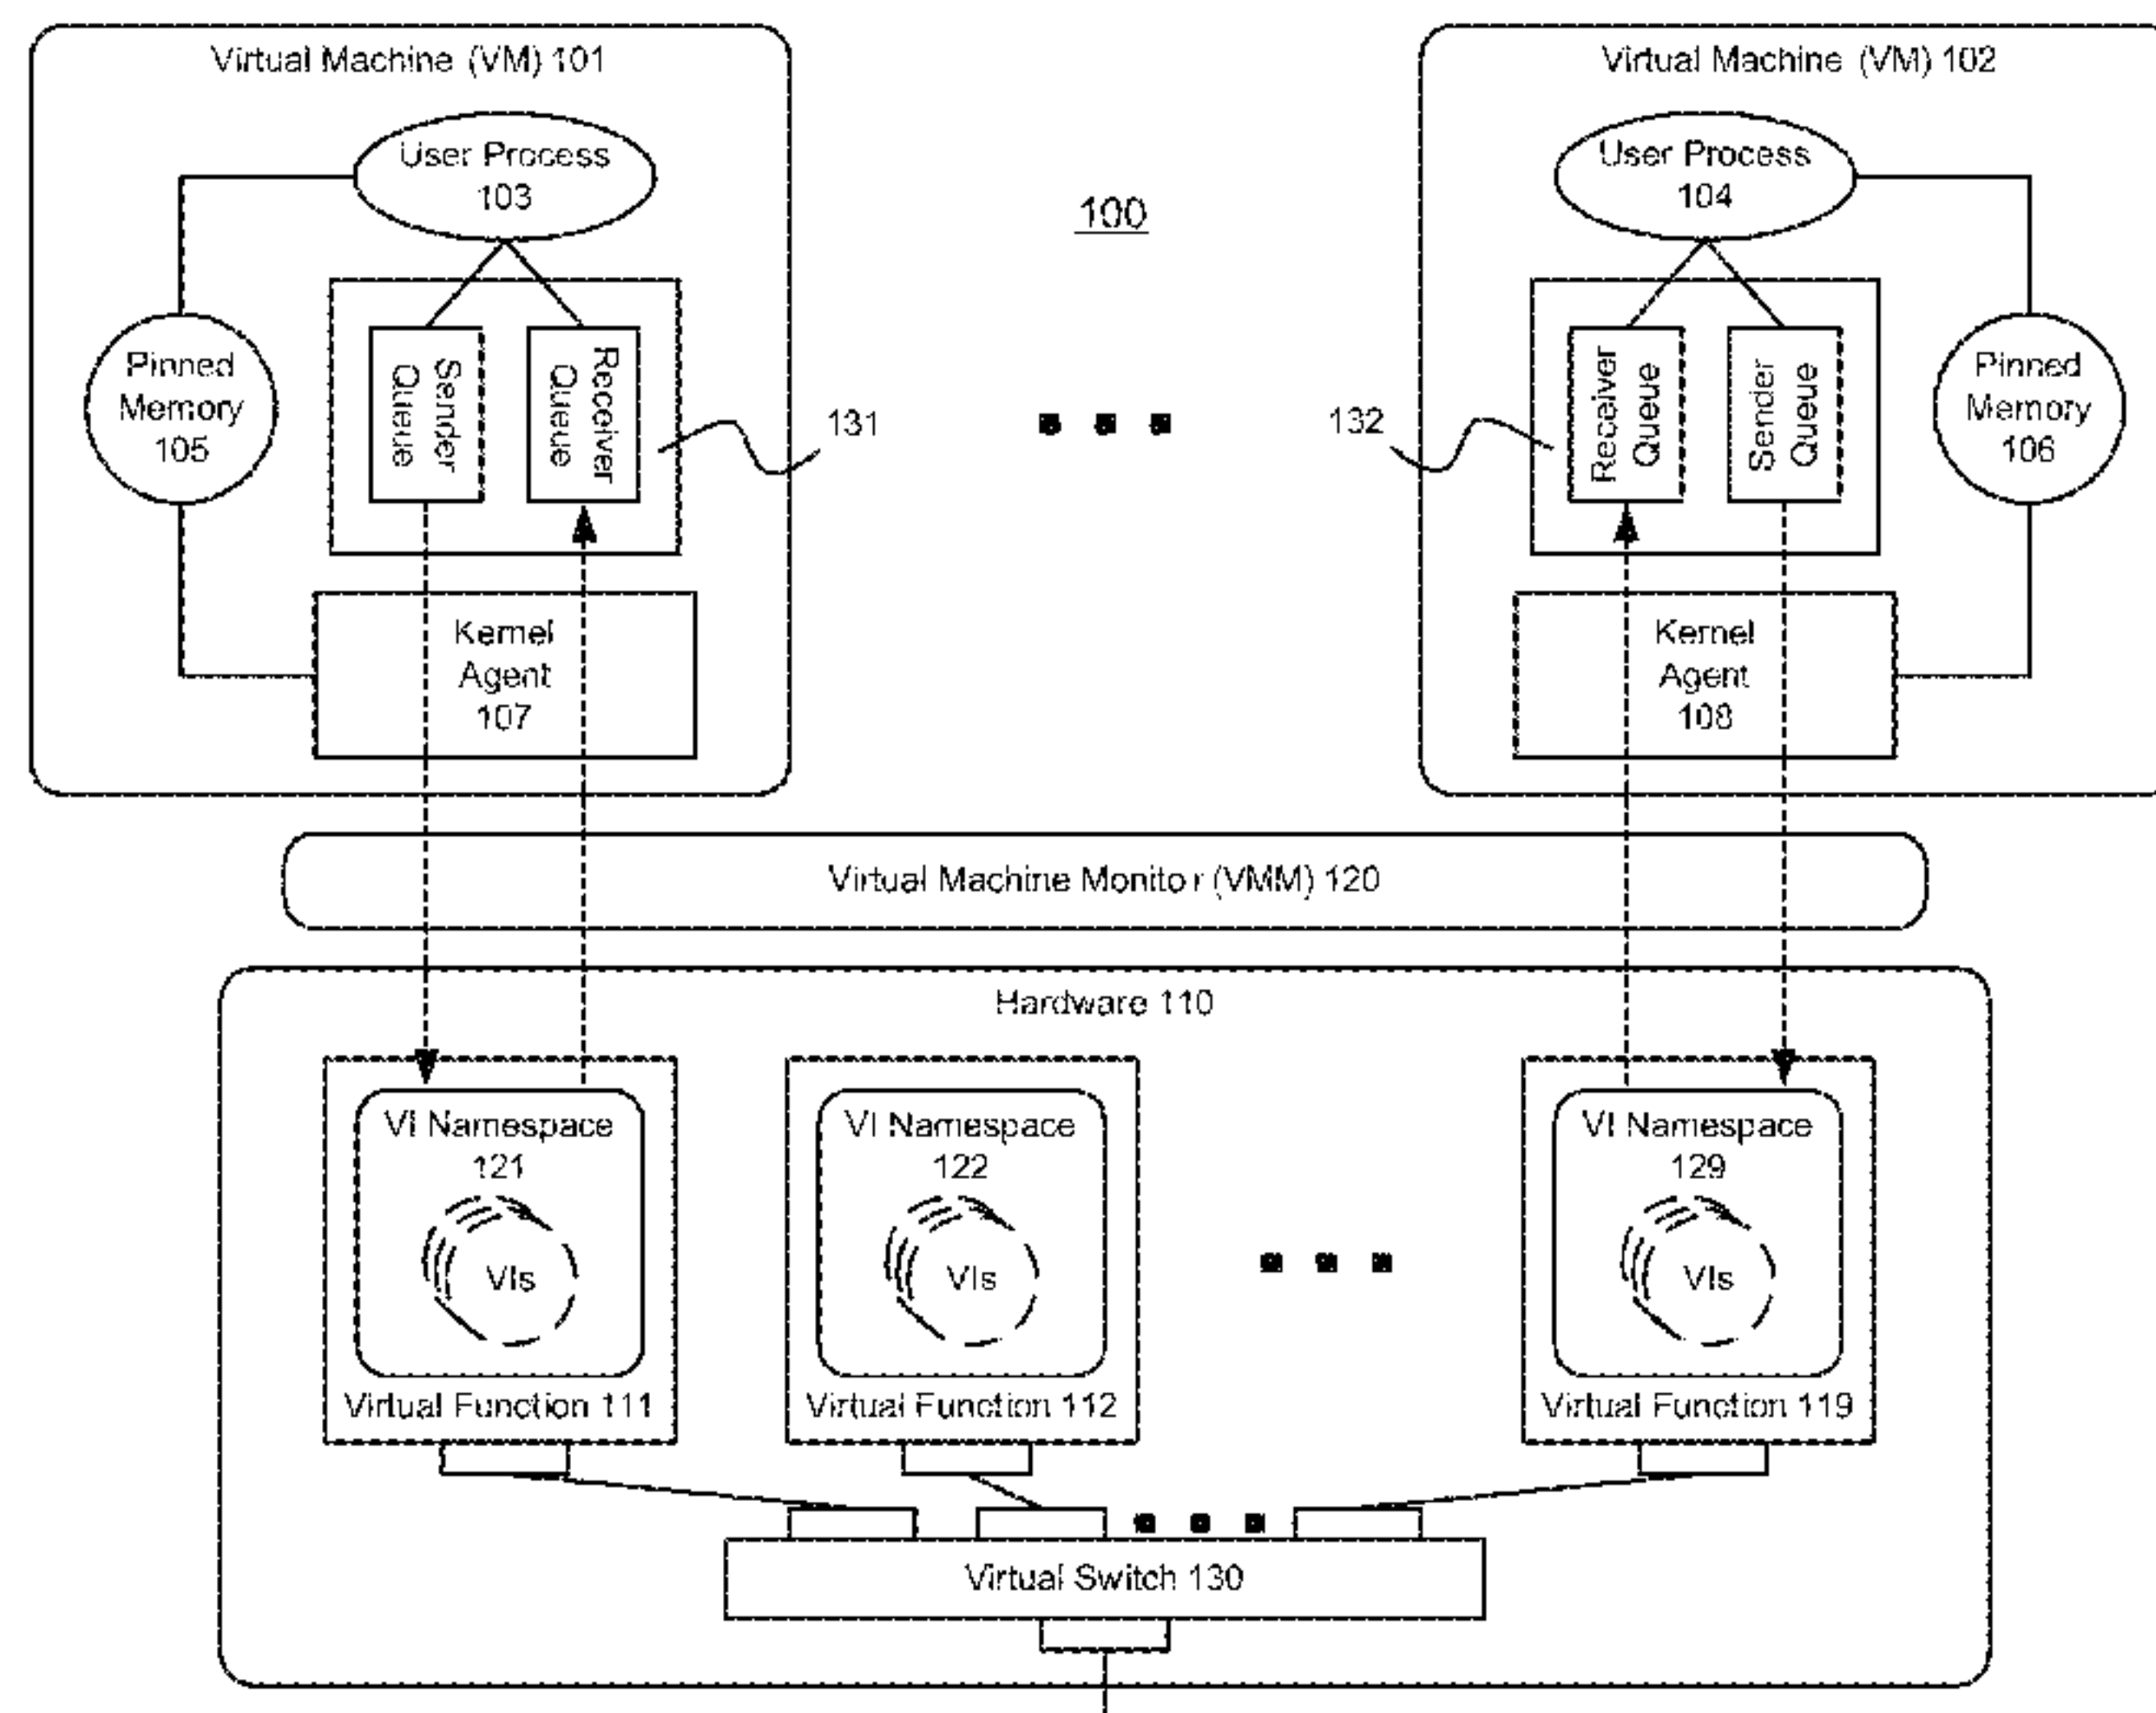 Virtual Machine (VM) 101
Virtual Machine (VM) 102
User Process
103
100
User Process
104
Pinned
Memory
105
Sender
Queue
Receiver
Queue
131
132
Receiver
Queue
Sender
Queue
Pinned
Memory
106
Kernel
Agent
107
Kernel
Agent
108
Virtual Machine Monitor (VMM) 120
Hardware 110
VI Namespace
121
VIs
Virtual Function 111
VI Namespace
122
VIs
Virtual Function 112
VI Namespace
129
VIs
Virtual Function 119
Virtual Switch 130